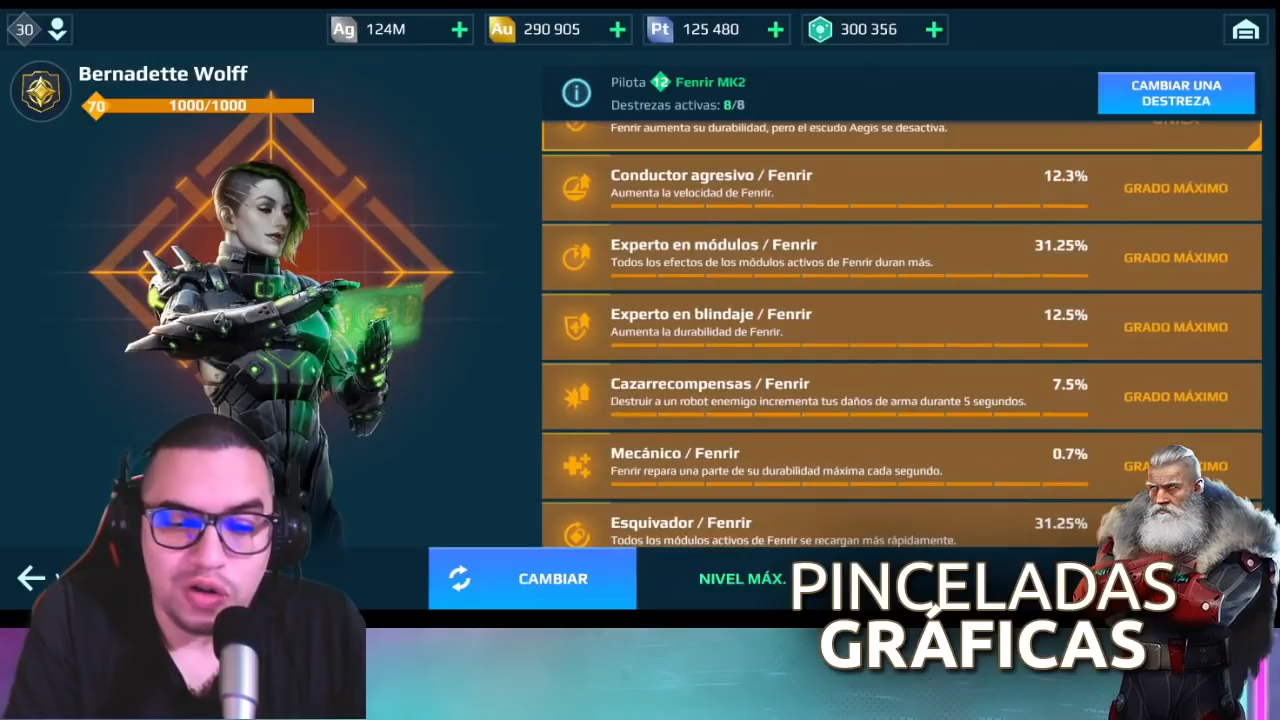 30
Ag 124M
Au 290 905
Pt 125 480
300 356
Bernadette Wolff
70 1000/1000
Pilota 12 Fenrir MK2
Destrezas activas: 8/8
CAMBIAR UNA
DESTREZA
Fenrir aumenta su durabilidad, pero el escudo Aegis se desactiva.
ÚNICA
Conductor agresivo / Fenrir 12.3%
Aumenta la velocidad de Fenrir.
GRADO MÁXIMO
Experto en módulos / Fenrir 31.25%
Todos los efectos de los módulos activos de Fenrir duran más.
GRADO MÁXIMO
Experto en blindaje / Fenrir 12.5%
Aumenta la durabilidad de Fenrir.
GRADO MÁXIMO
Cazarrecompensas / Fenrir 7.5%
Destruir a un robot enemigo incrementa tus daños de arma durante 5 segundos.
GRADO MÁXIMO
Mecánico / Fenrir 0.7%
Fenrir repara una parte de su durabilidad máxima cada segundo.
Esquivador / Fenrir 31.25%
Todos los módulos activos de Fenrir se recargan más rápidamente.
CAMBIAR
NIVEL MÁX.
PINCELADAS
GRÁFICAS